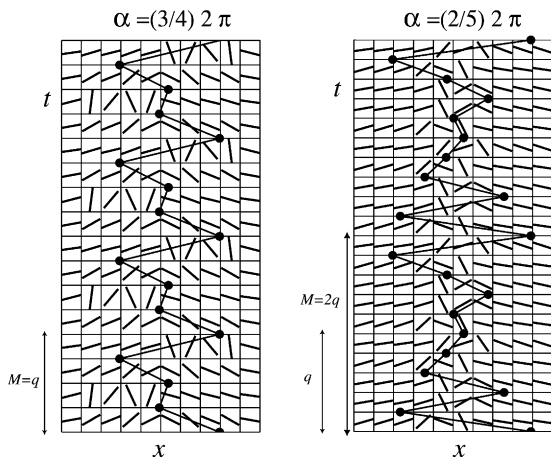 α =(3/4) 2 π
α =(2/5) 2 π
t
t
M=q
M=2q
q
x
x